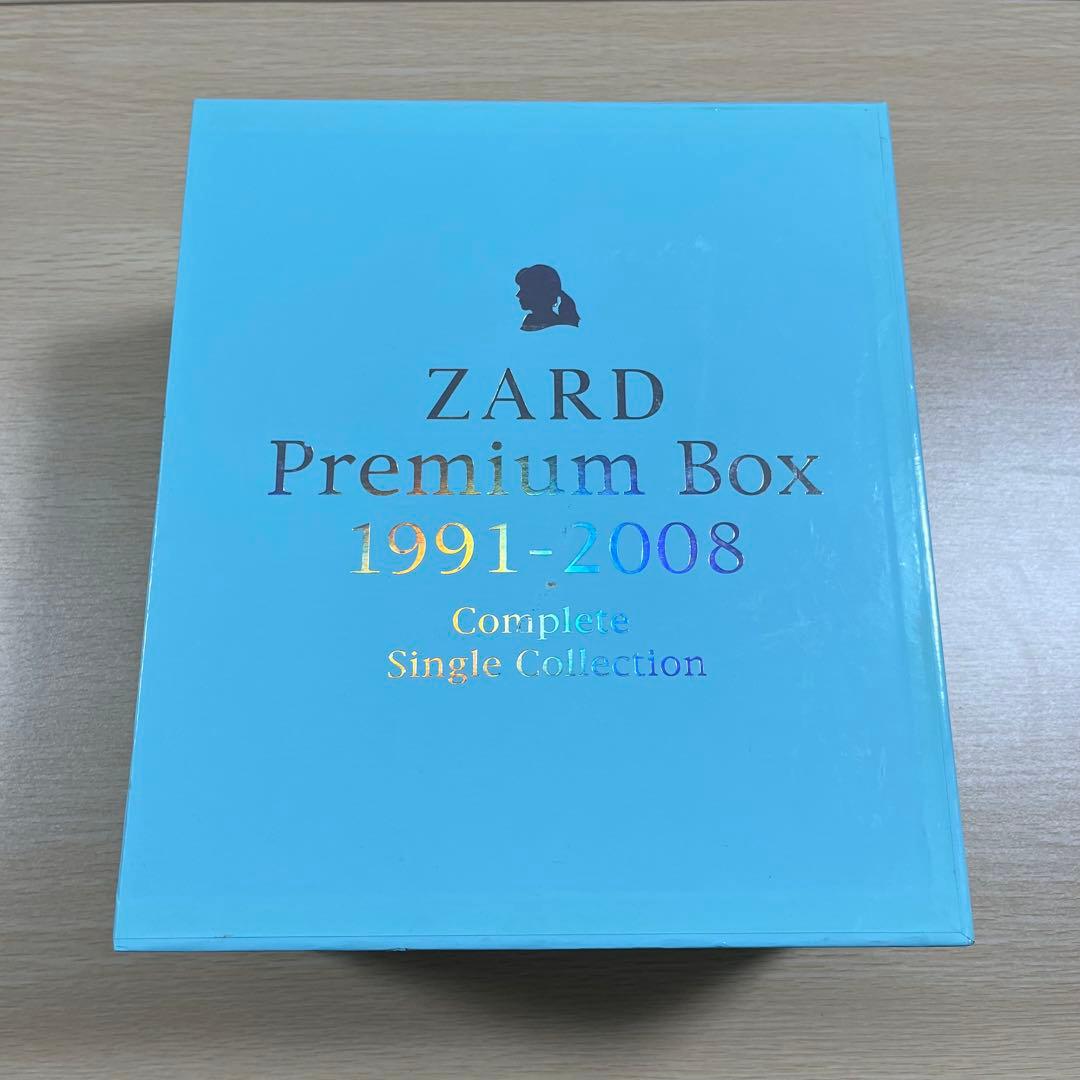 ZARD
Premium Box
1991-2008
Complete
Single Collection